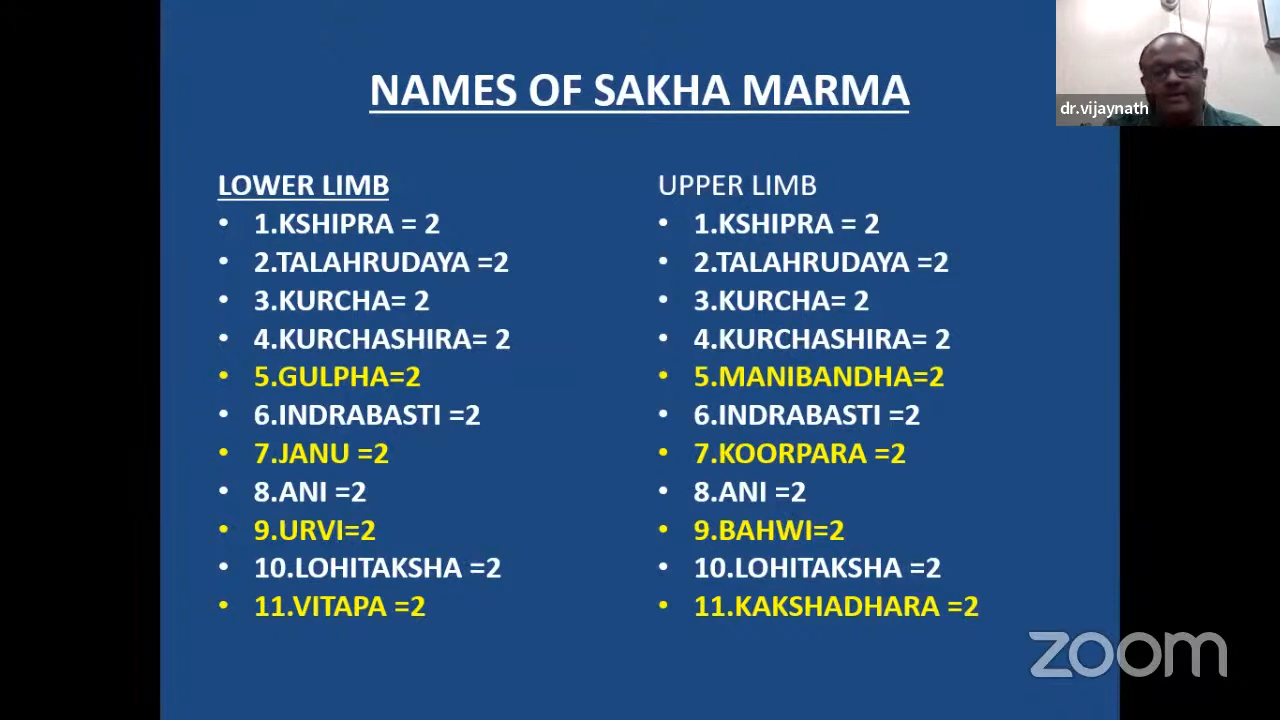 NAMES OF SAKHA MARMA
dr.vijaynath
LOWER LIMB
• 1.KSHIPRA = 2
• 2.TALAHRUDAYA =2
• 3.KURCHA= 2
• 4.KURCHASHIRA= 2
• 5.GULPHA=2
• 6.INDRABASTI =2
• 7.JANU =2
• 8.ANI =2
• 9.URVI=2
• 10.LOHITAKSHA =2
• 11.VITAPA =2
UPPER LIMB
• 1.KSHIPRA = 2
• 2.TALAHRUDAYA =2
• 3.KURCHA= 2
• 4.KURCHASHIRA= 2
• 5.MANIBANDHA=2
• 6.INDRABASTI =2
• 7.KOORPARA =2
• 8.ANI =2
• 9.BAHWI=2
• 10.LOHITAKSHA =2
• 11.KAKSHADHARA =2
zoom